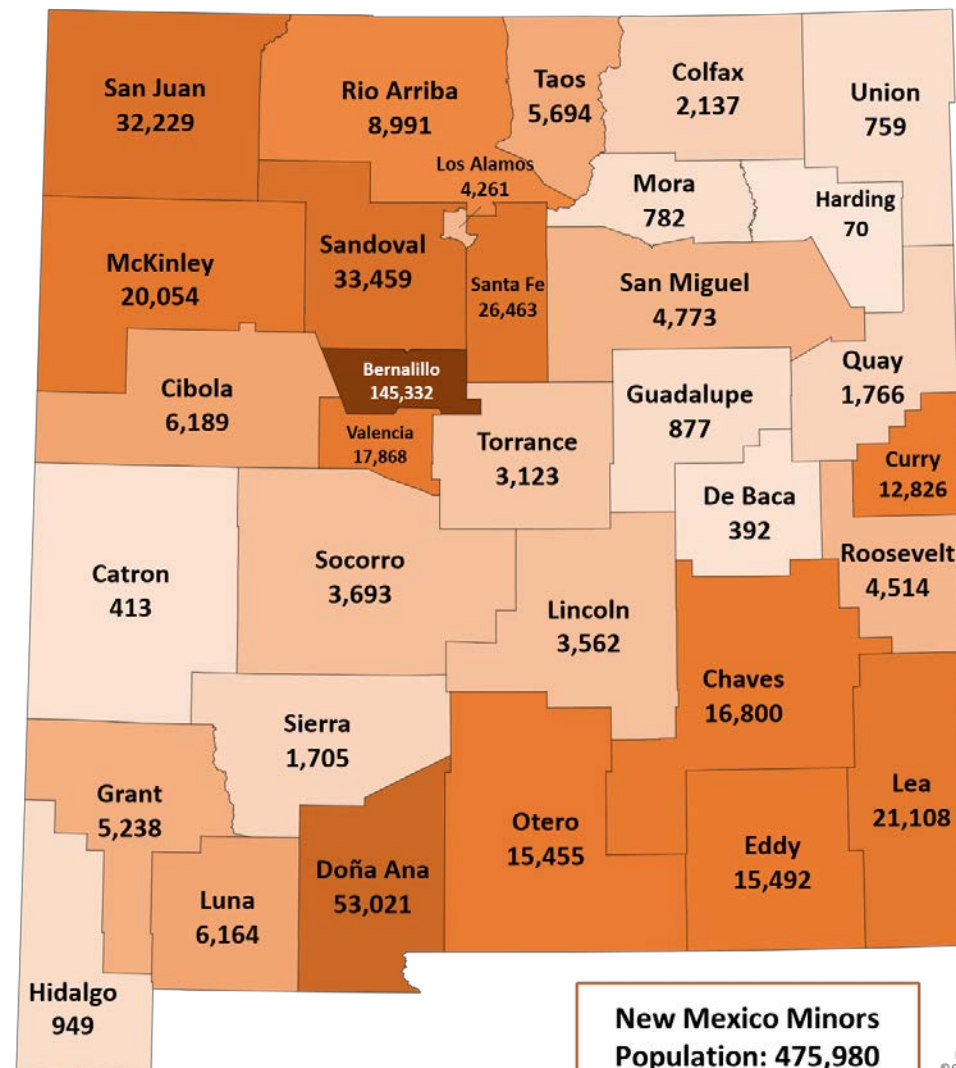 San Juan
32,229
Rio Arriba
8,991
Taos
5,694
Colfax
2,137
Union
759
Los Alamos
4,261
Mora
782
Harding
70
McKinley
20,054
Sandoval
33,459
Santa Fe
26,463
San Miguel
4,773
Cibola
6,189
Bernalillo
145,332
Valencia
17,868
Torrance
3,123
Guadalupe
877
Quay
1,766
Curry
12,826
De Baca
392
Roosevelt
4,514
Catron
413
Socorro
3,693
Lincoln
3,562
Chaves
16,800
Sierra
1,705
Grant
5,238
Luna
6,164
Doña Ana
53,021
Otero
15,455
Eddy
15,492
Lea
21,108
Hidalgo
949
New Mexico Minors
Population: 475,980